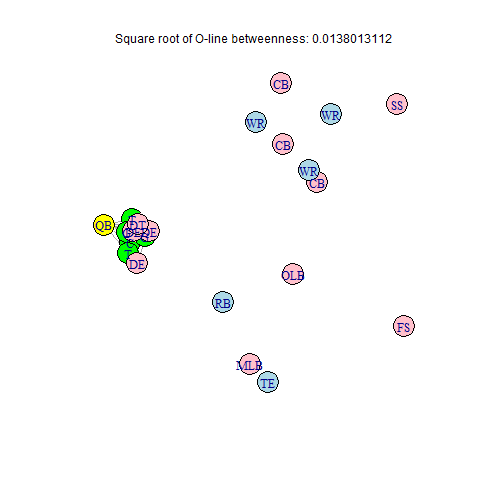 Square root of O-line betweenness: 0.0138013112
CB
SS
WR
WR
CB
WR
CB
QB
DE
DE
OLB
RB
FS
MLB
TE